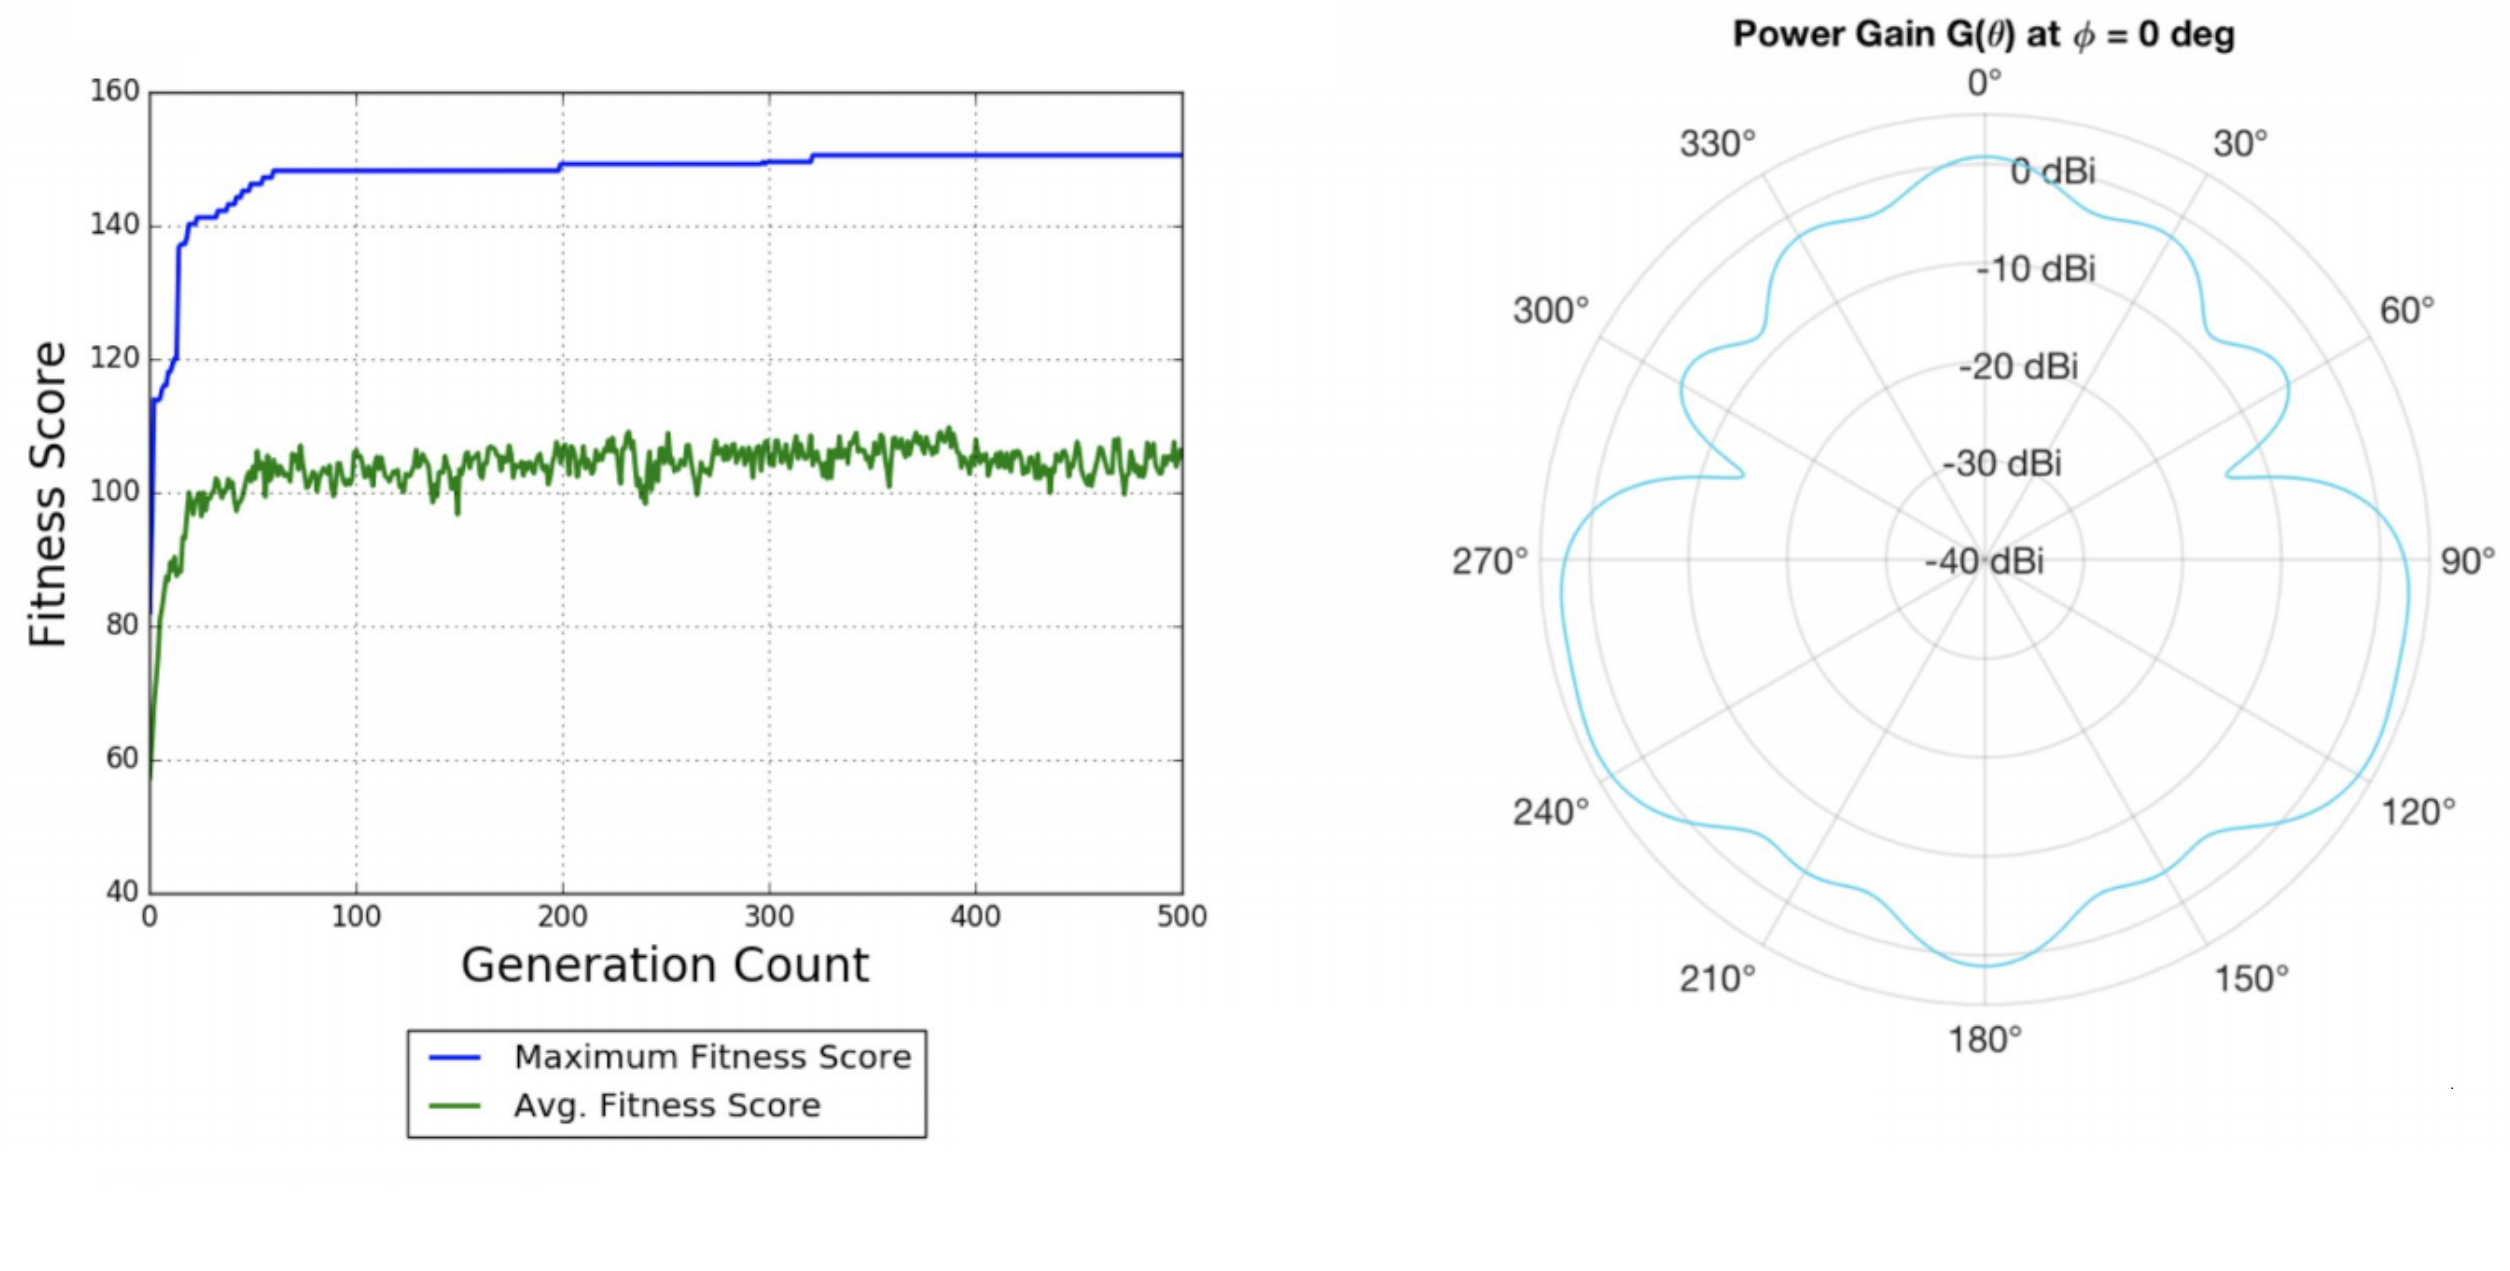 160
140
120
100
80
60
40
0 100 200 300 400 500
Fitness Score
Generation Count
Maximum Fitness Score
Avg. Fitness Score
Power Gain G(θ) at ϕ = 0 deg
0°
330° 30°
0 dBi
-10 dBi
300° 60°
-20 dBi
-30 dBi
270° -40 dBi 90°
240° 120°
210° 150°
180°